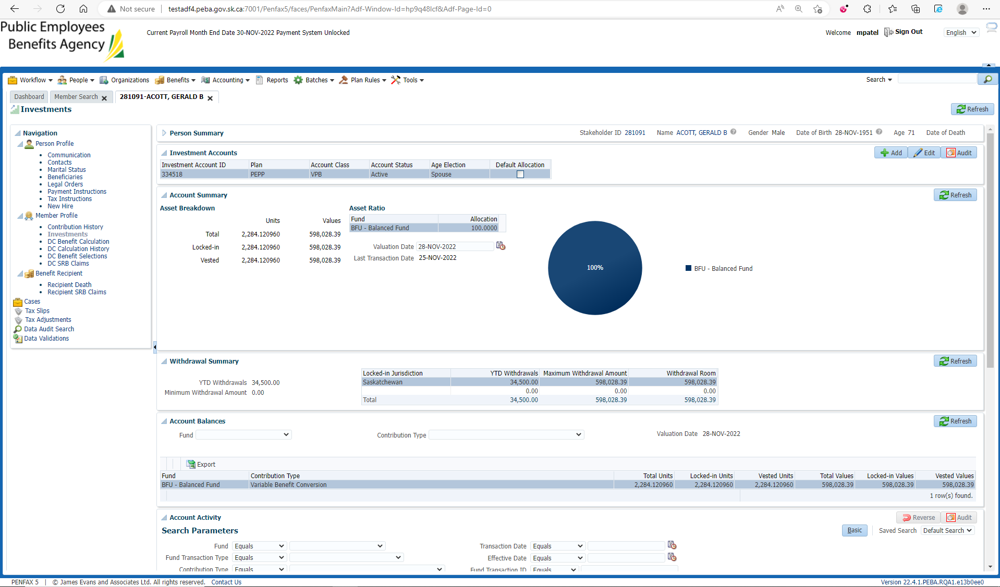 Not secure | testadf4.peba.gov.sk.ca:7001/Penfax5/faces/PenfaxMain?Adf-Window-Id=hp9q48lcf&Adf-Page-Id=0
Public Employees
Benefits Agency
Current Payroll Month End Date 30-NOV-2022 Payment System Unlocked
Welcome mpatel Sign Out English
Workflow People Organizations Benefits Accounting Reports Batches Plan Rules Tools Search
Dashboard Member Search 281091-ACOTT, GERALD B
Investments Refresh
Navigation
Person Profile
Communication
Contacts
Marital Status
Beneficiaries
Legal Orders
Payment Instructions
Tax Instructions
New Hire
Member Profile
Contribution History
Investments
DC Benefit Calculation
DC Calculation History
DC Benefit Selections
DC SRB Claims
Benefit Recipient
Recipient Death
Recipient SRB Claims
Cases
Tax Slips
Tax Adjustments
Data Audit Search
Data Validations
Person Summary Stakeholder ID 281091 Name ACOTT, GERALD B Gender Male Date of Birth 28-NOV-1951 Age 71 Date of Death
Investment Accounts Add Edit Audit
Investment Account ID Plan Account Class Account Status Age Election Default Allocation
334518 PEPP VPB Active Spouse
Account Summary Refresh
Asset Breakdown
Units Values
Total 2,284.120960 598,028.39
Locked-in 2,284.120960 598,028.39
Vested 2,284.120960 598,028.39
Asset Ratio
Fund Allocation
BFU - Balanced Fund 100.0000
Valuation Date 28-NOV-2022
Last Transaction Date 25-NOV-2022
100%
BFU - Balanced Fund
Withdrawal Summary Refresh
YTD Withdrawals 34,500.00
Minimum Withdrawal Amount 0.00
Locked-in Jurisdiction YTD Withdrawals Maximum Withdrawal Amount Withdrawal Room
Saskatchewan 34,500.00 598,028.39 598,028.39
0.00 0.00 0.00
Total 34,500.00 598,028.39 598,028.39
Account Balances Refresh
Fund Contribution Type Valuation Date 28-NOV-2022
Export
Fund Contribution Type Total Units Locked-in Units Vested Units Total Values Locked-in Values Vested Values
BFU - Balanced Fund Variable Benefit Conversion 2,284.120960 2,284.120960 2,284.120960 598,028.39 598,028.39 598,028.39
1 row(s) found.
Account Activity Reverse Audit
Search Parameters Basic Saved Search Default Search
Fund Equals Transaction Date Equals
Fund Transaction Type Equals Effective Date Equals
Contribution Type Equals Fund Transaction ID Equals
PENFAX 5 | © James Evans and Associates Ltd. All rights reserved. Contact Us Version 22.4.1.PEBA.RQA1.e13b0ee0